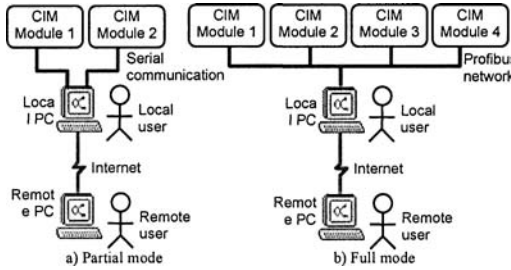 CIM
Module 1
CIM
Module 2
Serial
communication
Loca
l PC
Local
user
Internet
Remot
e PC
Remote
user
a) Partial mode
CIM
Module 1
CIM
Module 2
CIM
Module 3
CIM
Module 4
Profibus
network
Loca
l PC
Local
user
Internet
Remot
e PC
Remote
user
b) Full mode